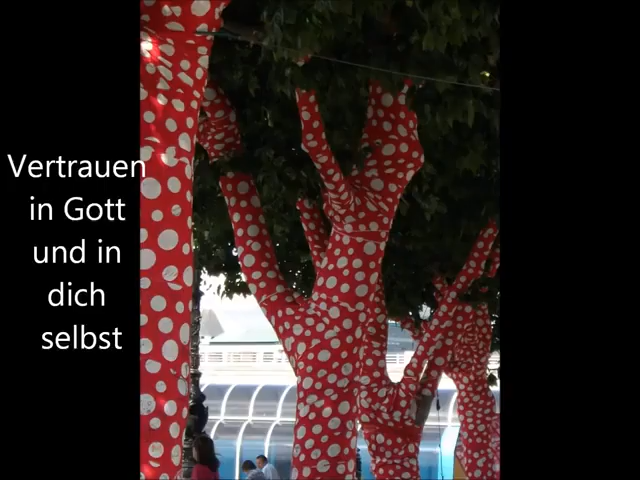 Vertrauen
in Gott
und in
dich
selbst